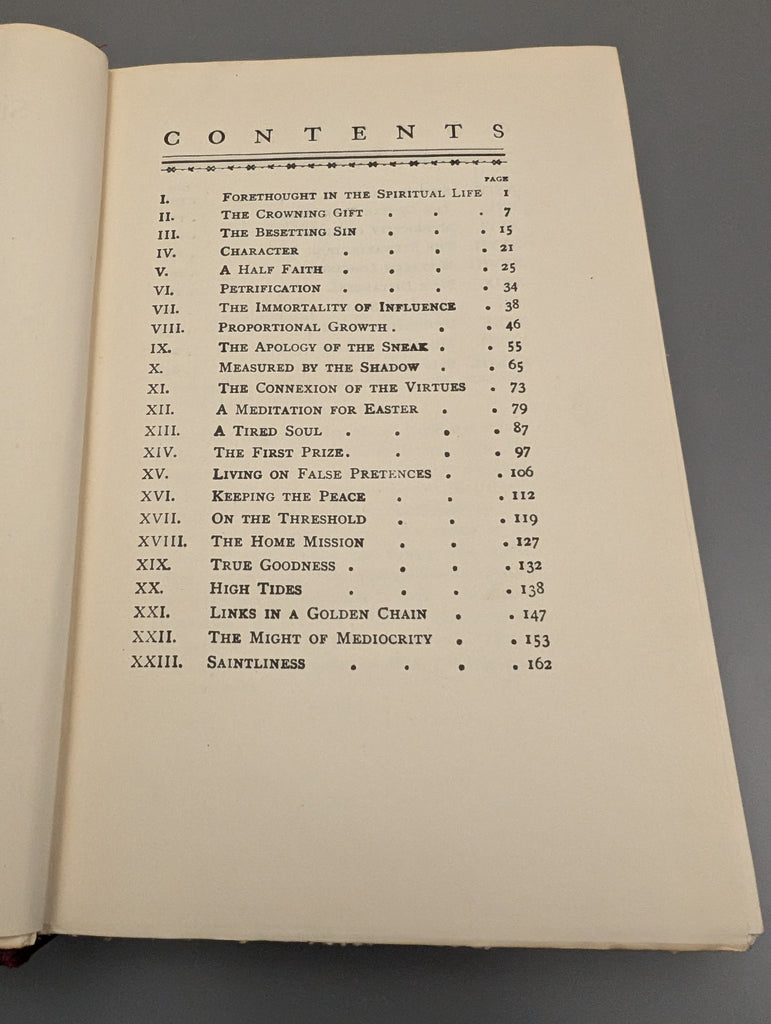 CONTENTS
PAGE
I. Forethought in the Spiritual Life 1
II. The Crowning Gift . . . 7
III. The Besetting Sin . . . 15
IV. Character . . . . 21
V. A Half Faith . . . . 25
VI. Petrification . . . . 34
VII. The Immortality of Influence . 38
VIII. Proportional Growth . . . 46
IX. The Apology of the Sneak . . 55
X. Measured by the Shadow . . 65
XI. The Connexion of the Virtues . 73
XII. A Meditation for Easter . . 79
XIII. A Tired Soul . . . . 87
XIV. The First Prize . . . . 97
XV. Living on False Pretences . . 106
XVI. Keeping the Peace . . . 112
XVII. On the Threshold . . . 119
XVIII. The Home Mission . . . 127
XIX. True Goodness . . . . 132
XX. High Tides . . . . 138
XXI. Links in a Golden Chain . . 147
XXII. The Might of Mediocrity . . 153
XXIII. Saintliness . . . . 162